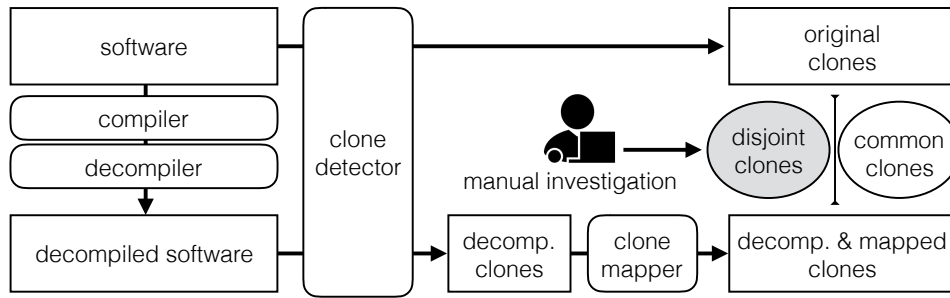 software
compiler
decompiler
decompiled software
clone
detector
manual investigation
decomp.
clones
clone
mapper
original
clones
disjoint
clones
common
clones
decomp. & mapped
clones